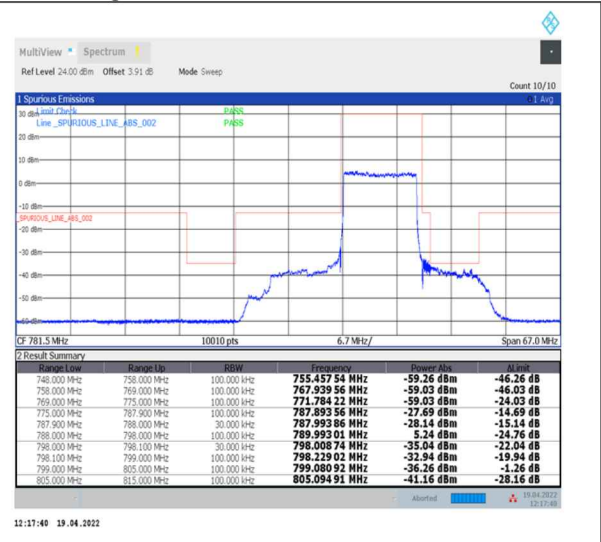 MultiView Spectrum
Ref Level 24.00 dBm Offset 3.91 dB Mode Sweep
Count 10/10
1 Spurious Emissions 1 Avg
30 dBm Limit Check PASS
Line _SPURIOUS_LINE_ABS_002 PASS
20 dBm
10 dBm
0 dBm
-10 dBm
_SPURIOUS_LINE_ABS_002
-20 dBm
-30 dBm
-40 dBm
-50 dBm
-60 dBm
CF 781.5 MHz 10010 pts 6.7 MHz/ Span 67.0 MHz
2 Result Summary
Range Low Range Up RBW Frequency Power Abs ΔLimit
748.000 MHz 758.000 MHz 100.000 kHz 755.457 54 MHz -59.26 dBm -46.26 dB
758.000 MHz 769.000 MHz 100.000 kHz 767.939 56 MHz -59.03 dBm -46.03 dB
769.000 MHz 775.000 MHz 100.000 kHz 771.784 22 MHz -59.03 dBm -24.03 dB
775.000 MHz 787.900 MHz 100.000 kHz 787.893 56 MHz -27.69 dBm -14.69 dB
787.900 MHz 788.000 MHz 30.000 kHz 787.993 86 MHz -28.14 dBm -15.14 dB
788.000 MHz 798.000 MHz 100.000 kHz 789.993 01 MHz 5.24 dBm -24.76 dB
798.000 MHz 798.100 MHz 30.000 kHz 798.008 74 MHz -35.04 dBm -22.04 dB
798.100 MHz 799.000 MHz 100.000 kHz 798.229 02 MHz -32.94 dBm -19.94 dB
799.000 MHz 805.000 MHz 100.000 kHz 799.080 92 MHz -36.26 dBm -1.26 dB
805.000 MHz 815.000 MHz 100.000 kHz 805.094 91 MHz -41.16 dBm -28.16 dB
Aborted 19.04.2022
12:17:40
12:17:40 19.04.2022